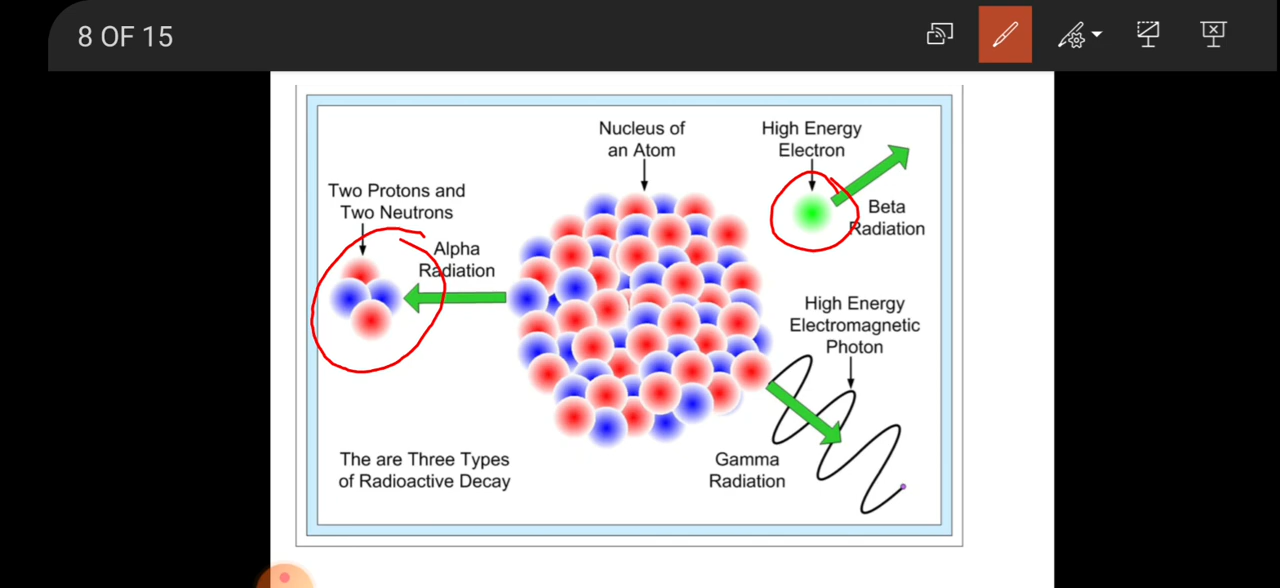 8 OF 15
Nucleus of
an Atom
High Energy
Electron
Two Protons and
Two Neutrons
Beta
Radiation
Alpha
Radiation
High Energy
Electromagnetic
Photon
The are Three Types
of Radioactive Decay
Gamma
Radiation